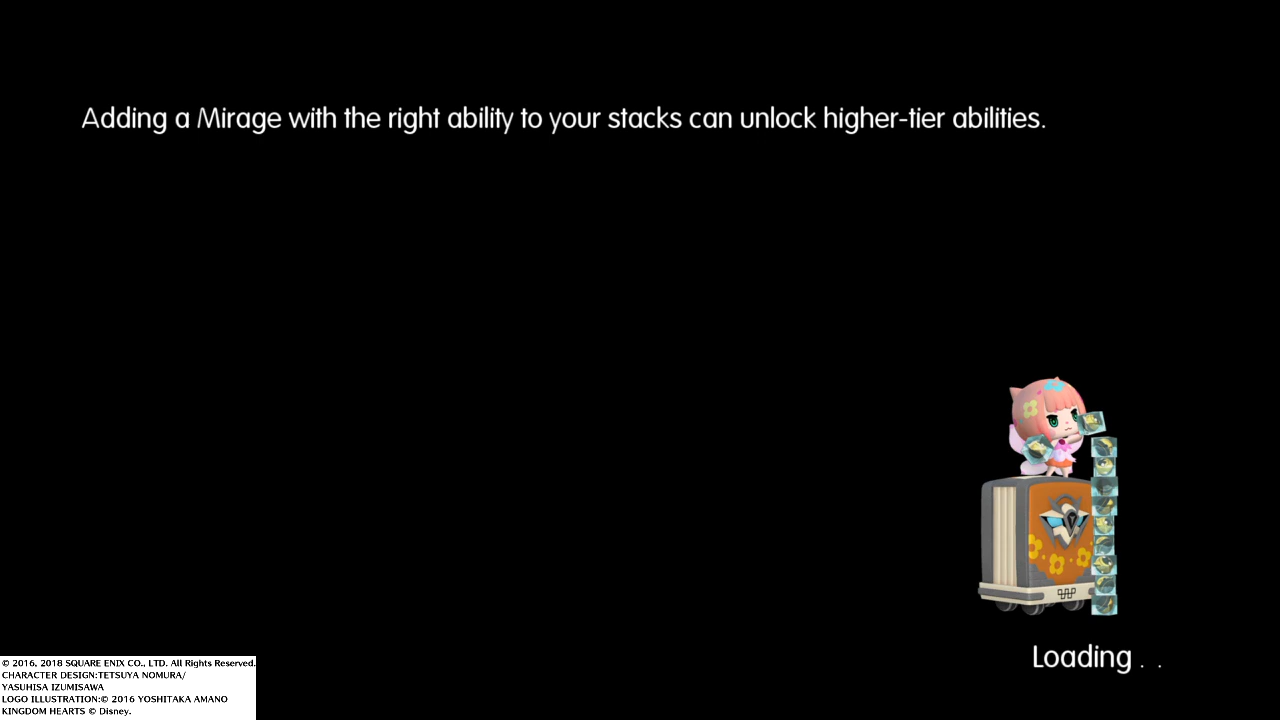 Adding a Mirage with the right ability to your stacks can unlock higher-tier abilities.
Loading . .
© 2016, 2018 SQUARE ENIX CO., LTD. All Rights Reserved.
CHARACTER DESIGN:TETSUYA NOMURA/
YASUHISA IZUMISAWA
LOGO ILLUSTRATION:© 2016 YOSHITAKA AMANO
KINGDOM HEARTS © Disney.